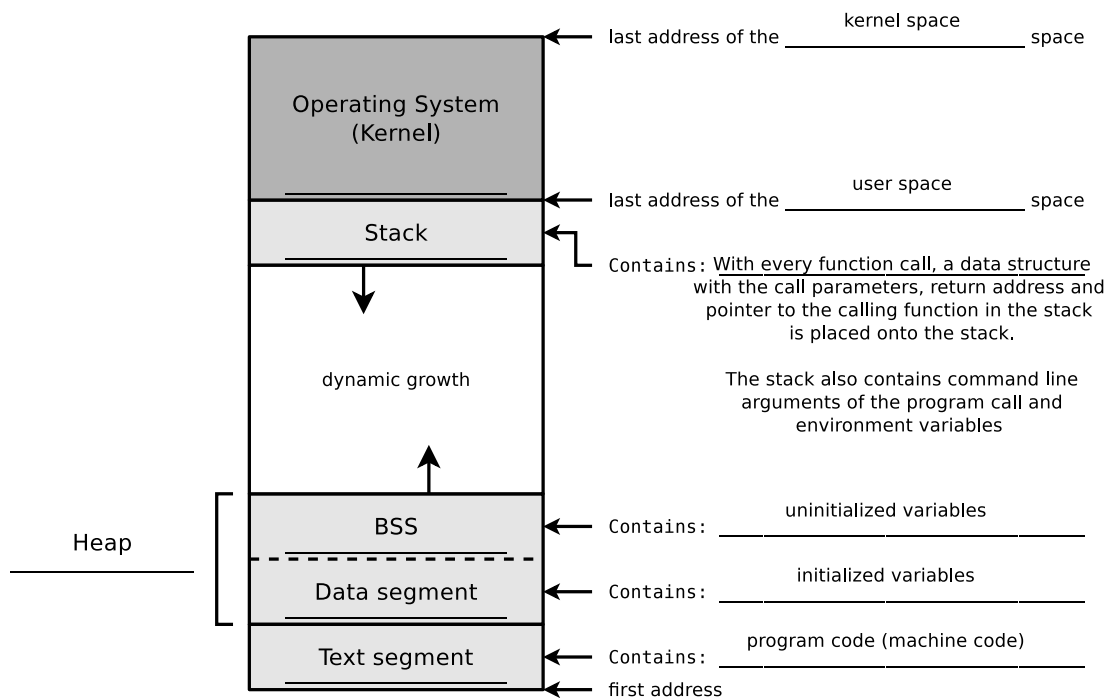 kernel space
last address of the space
Operating System
(Kernel)
user space
last address of the space
Stack
Contains: With every function call, a data structure
with the call parameters, return address and
pointer to the calling function in the stack
is placed onto the stack.
dynamic growth
The stack also contains command line
arguments of the program call and
environment variables
Heap
BSS
Contains: uninitialized variables
Data segment
Contains: initialized variables
Text segment
Contains: program code (machine code)
first address